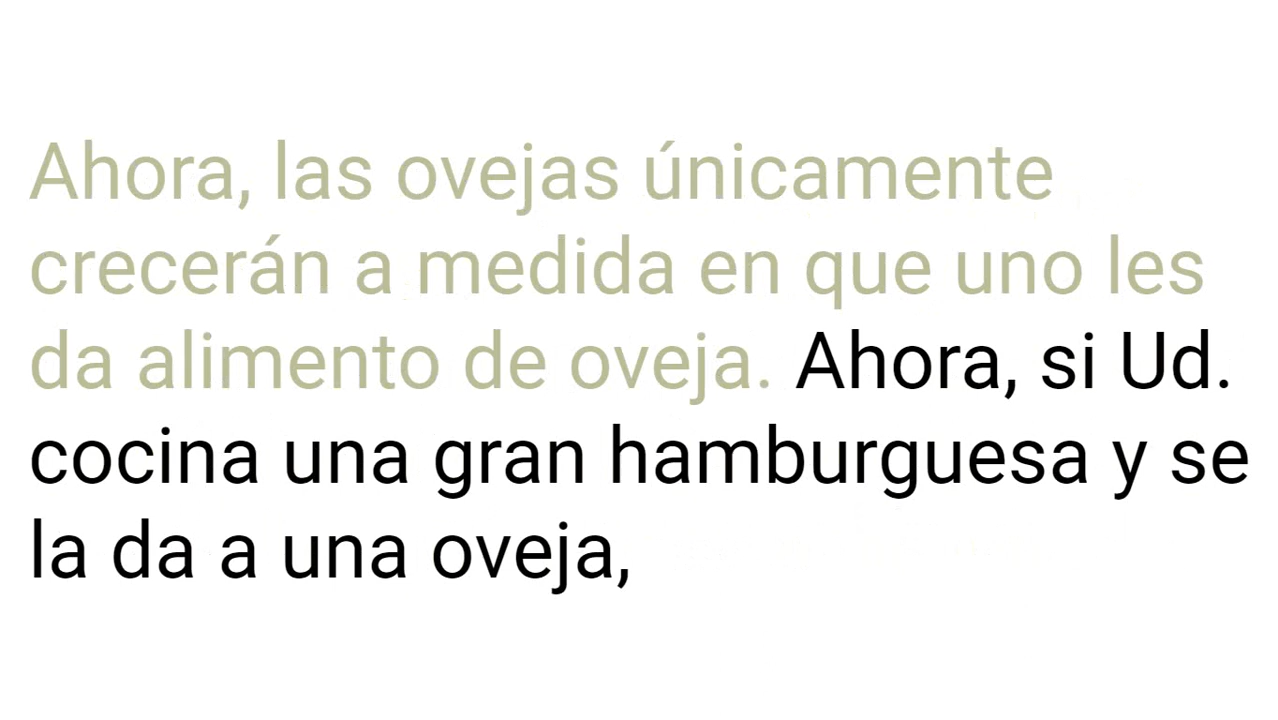 Ahora, las ovejas únicamente
crecerán a medida en que uno les
da alimento de oveja. Ahora, si Ud.
cocina una gran hamburguesa y se
la da a una oveja,